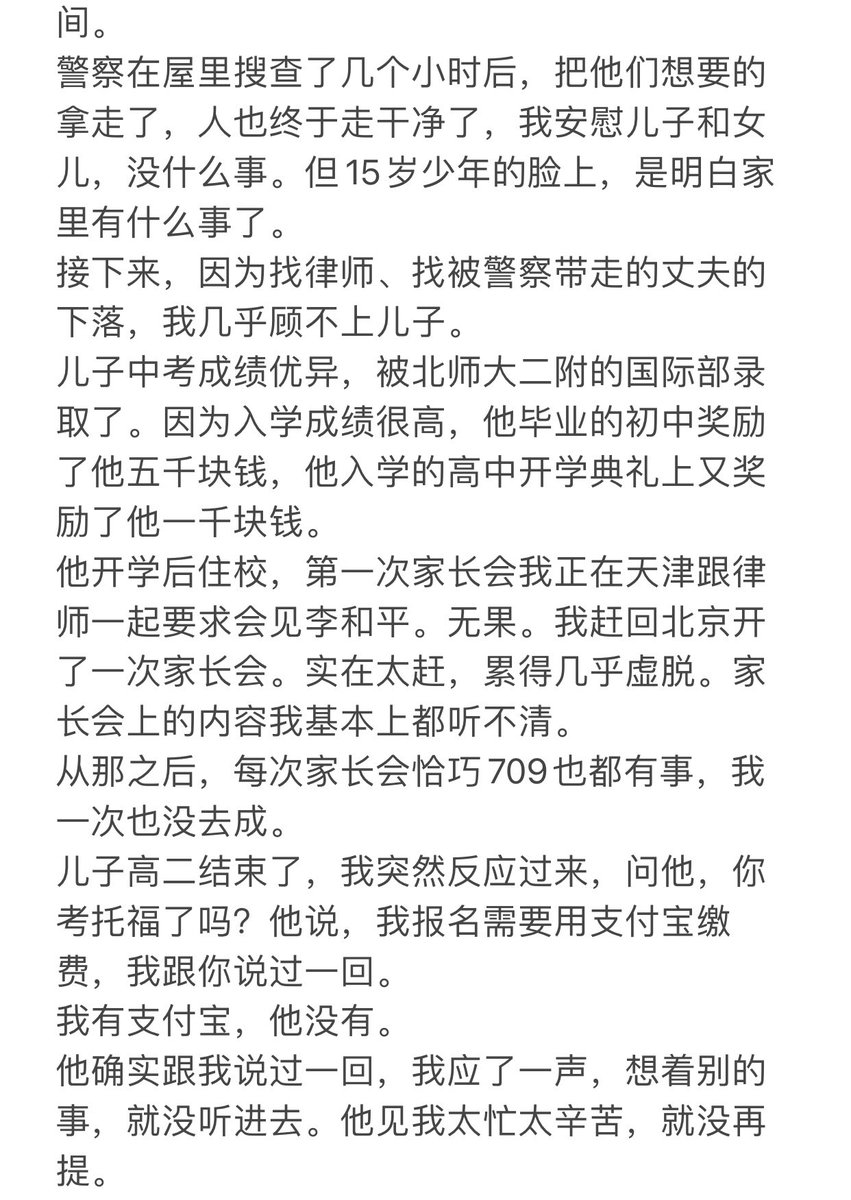 间。
警察在屋里搜查了几个小时后，把他们想要的
拿走了，人也终于走干净了，我安慰儿子和女
儿，没什么事。但15岁少年的脸上，是明白家
里有什么事了。
接下来，因为找律师、找被警察带走的丈夫的
下落，我几乎顾不上儿子。
儿子中考成绩优异，被北师大二附的国际部录
取了。因为入学成绩很高，他毕业的初中奖励
了他五千块钱，他入学的高中开学典礼上又奖
励了他一千块钱。
他开学后住校，第一次家长会我正在天津跟律
师一起要求会见李和平。无果。我赶回北京开
了一次家长会。实在太赶，累得几乎虚脱。家
长会上的内容我基本上都听不清。
从那之后，每次家长会恰巧709也都有事，我
一次也没去成。
儿子高二结束了，我突然反应过来，问他，你
考托福了吗？他说，我报名需要用支付宝缴
费，我跟你说过一回。
我有支付宝，他没有。
他确实跟我说过一回，我应了一声，想着别的
事，就没听进去。他见我太忙太辛苦，就没再
提。